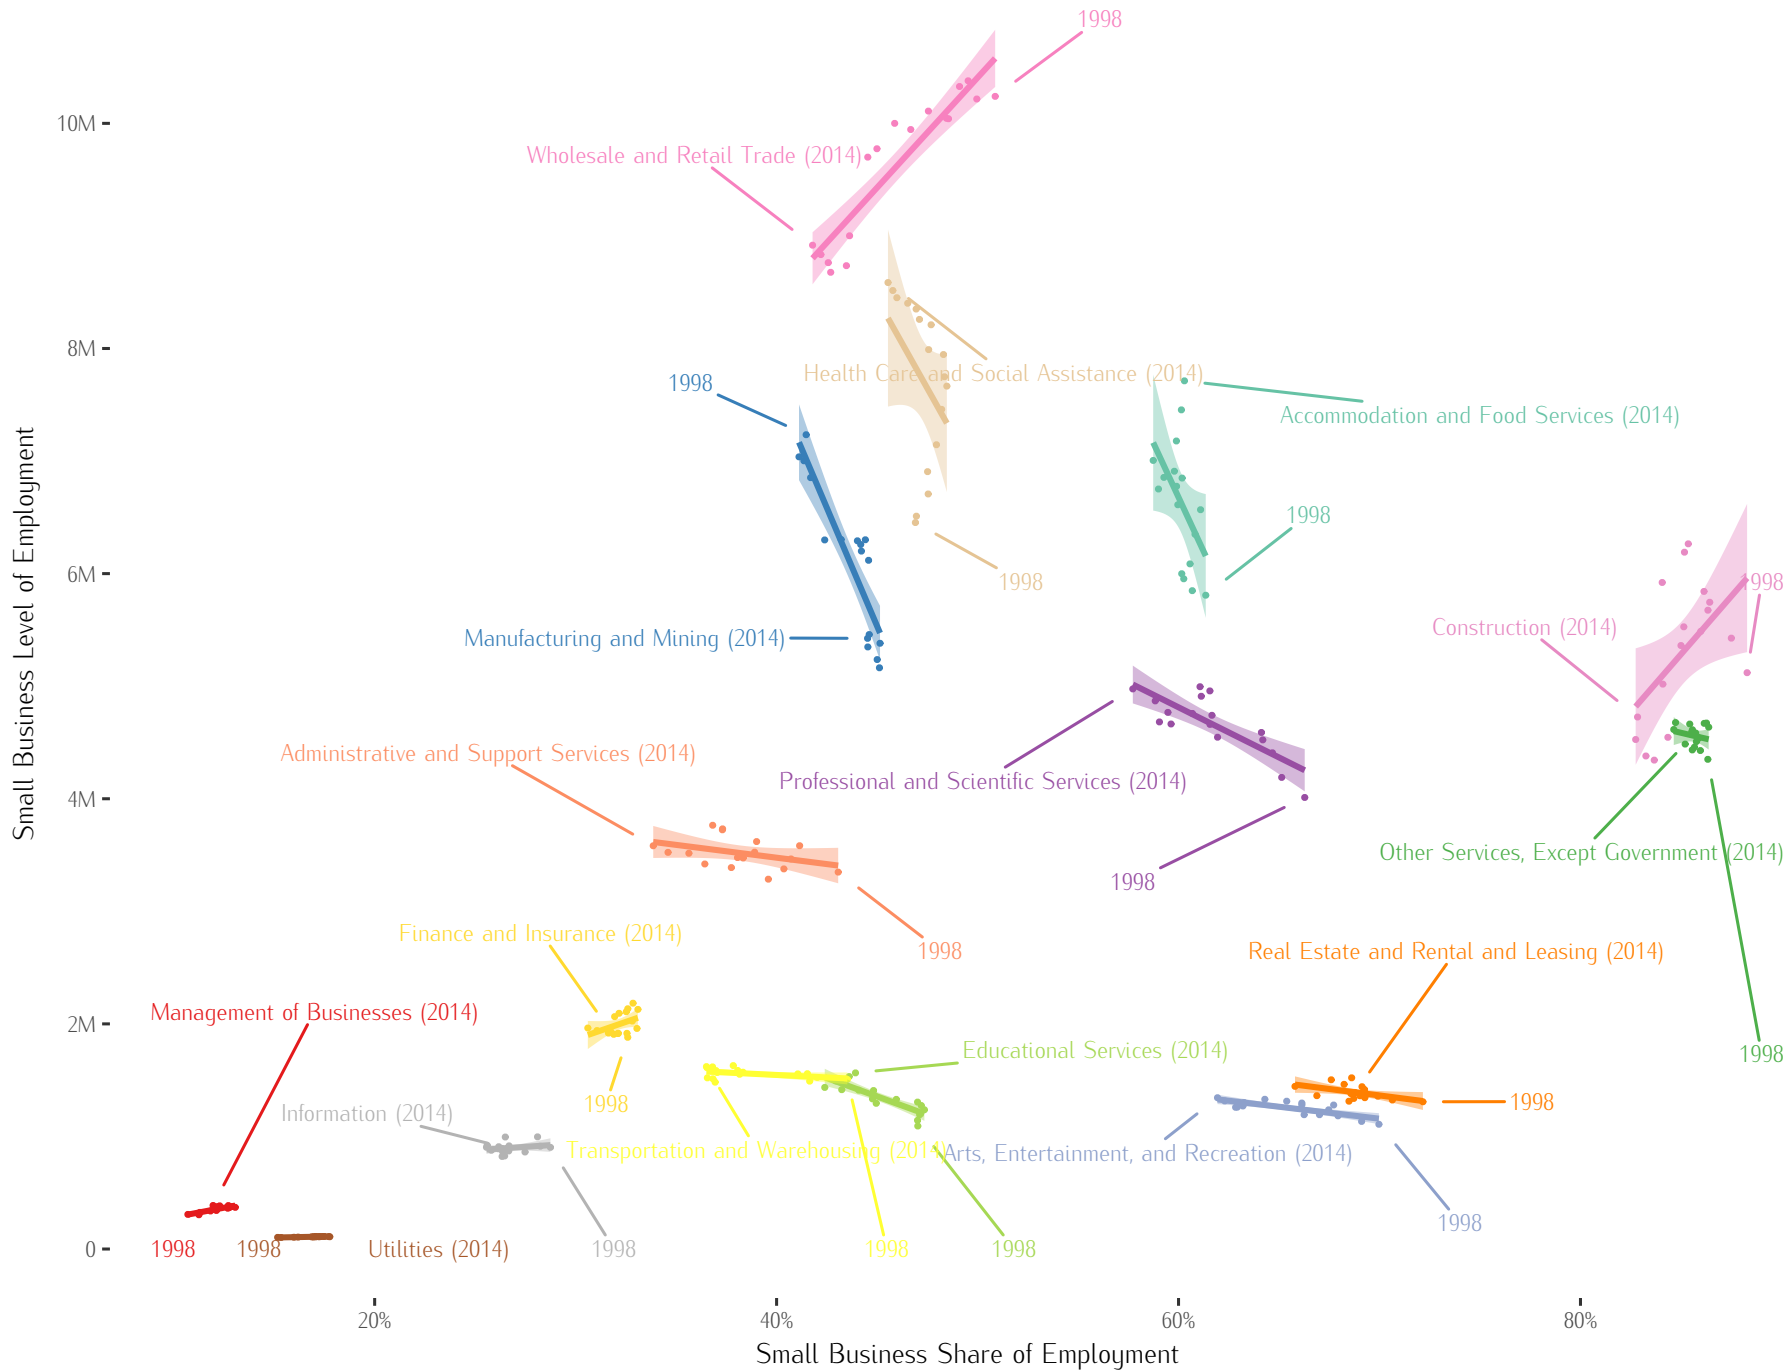 1998
10M
Wholesale and Retail Trade (2014)
8M
Health Care and Social Assistance (2014)
1998
Accommodation and Food Services (2014)
1998
6M
1998
1998
Construction (2014)
Manufacturing and Mining (2014)
Small Business Level of Employment
Administrative and Support Services (2014)
Professional and Scientific Services (2014)
4M
Other Services, Except Government (2014)
1998
Finance and Insurance (2014)
1998
Real Estate and Rental and Leasing (2014)
Management of Businesses (2014)
2M
Educational Services (2014)
1998
1998
1998
Information (2014)
Transportation and Warehousing (2014)
Arts, Entertainment, and Recreation (2014)
1998
0
1998
1998
Utilities (2014)
1998
1998
1998
20%
40%
60%
80%
Small Business Share of Employment